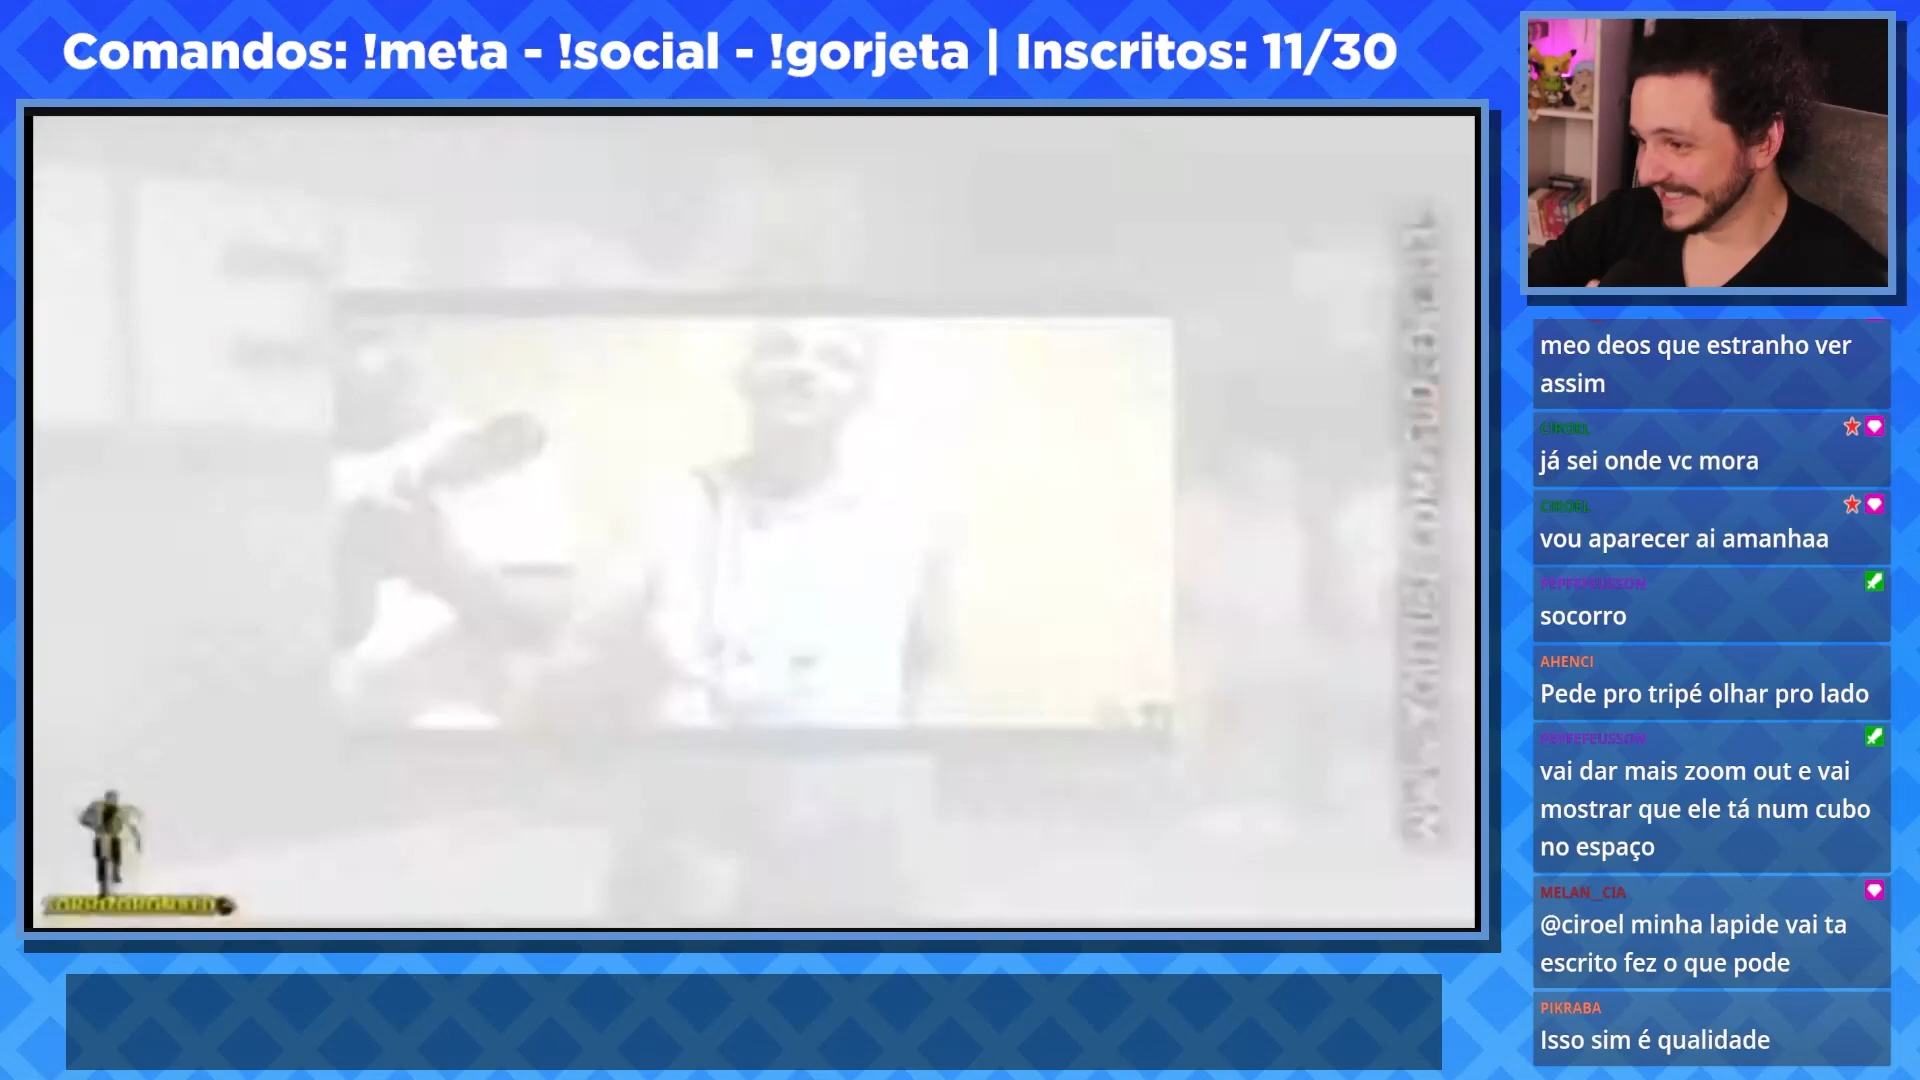 Comandos: !meta - !social - !gorjeta | Inscritos: 11/30
meo deos que estranho ver
assim
CIROEL
já sei onde vc mora
CIROEL
vou aparecer ai amanhaa
socorro
AHENCI
Pede pro tripé olhar pro lado
vai dar mais zoom out e vai
mostrar que ele tá num cubo
no espaço
MELAN__CIA
@ciroel minha lapide vai ta
escrito fez o que pode
PIKRABA
Isso sim é qualidade